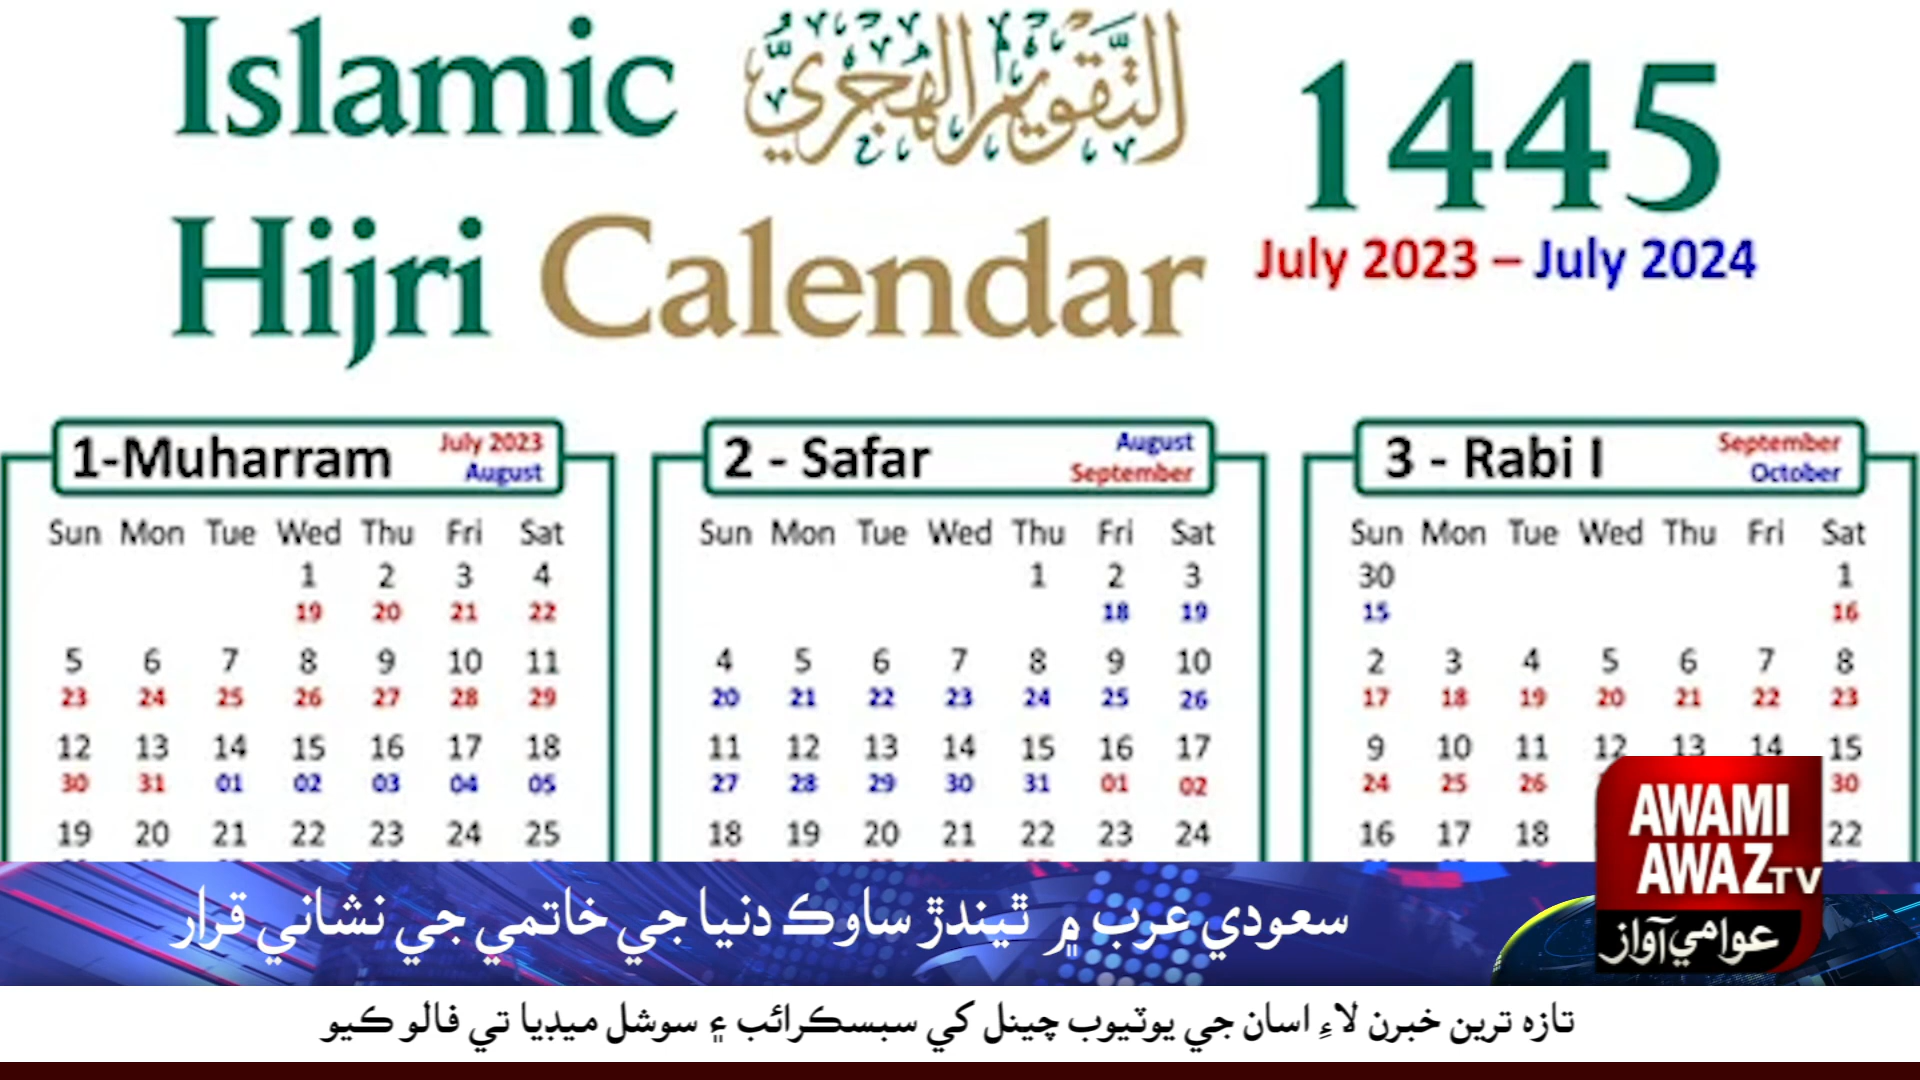 Islamic التقويم الهجري 1445
Hijri Calendar July 2023 – July 2024
1-Muharram July 2023 August
Sun Mon Tue Wed Thu Fri Sat
1 2 3 4
19 20 21 22
5 6 7 8 9 10 11
23 24 25 26 27 28 29
12 13 14 15 16 17 18
30 31 01 02 03 04 05
19 20 21 22 23 24 25
2 - Safar August September
Sun Mon Tue Wed Thu Fri Sat
1 2 3
18 19
4 5 6 7 8 9 10
20 21 22 23 24 25 26
11 12 13 14 15 16 17
27 28 29 30 31 01 02
18 19 20 21 22 23 24
3 - Rabi I September October
Sun Mon Tue Wed Thu Fri Sat
30 1
15 16
2 3 4 5 6 7 8
17 18 19 20 21 22 23
9 10 11 12 13 14 15
24 25 26 30
16 17 18 22
AWAMI
AWAZ TV
عوامي آواز
سعودي عرب ۾ ٿيندڙ ساوڪ دنيا جي خاتمي جي نشاني قرار
تازه ترين خبرن لاءِ اسان جي يوٽيوب چينل کي سبسڪرائب ۽ سوشل ميڊيا تي فالو ڪيو